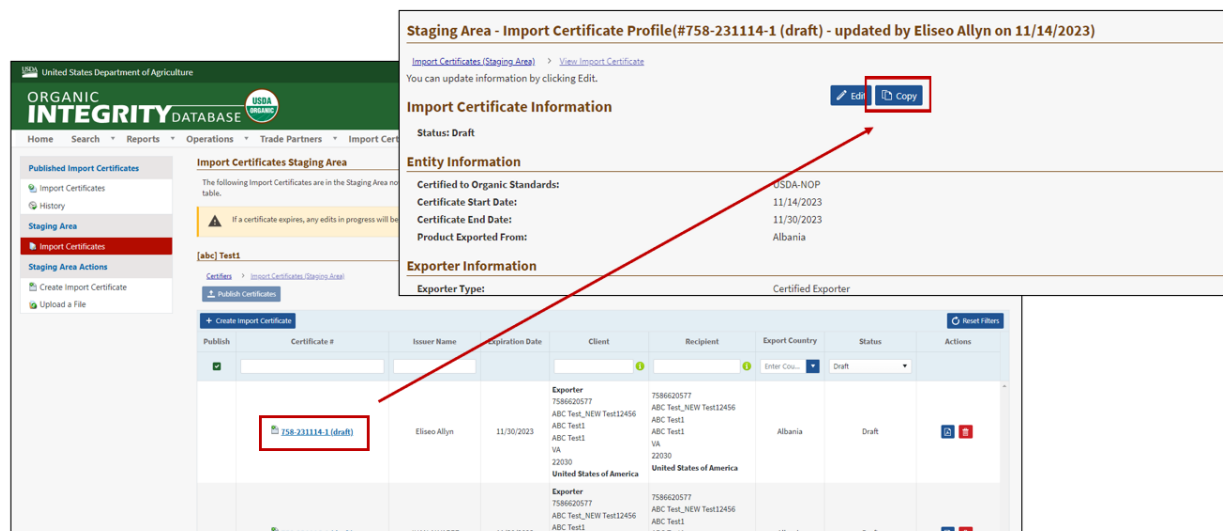 Staging Area - Import Certificate Profile(#758-231114-1 (draft) - updated by Eliseo Allyn on 11/14/2023)
Import Certificates (Staging Area) > View Import Certificate
You can update information by clicking Edit.
Edit Copy
Import Certificate Information
Status: Draft
Entity Information
Certified to Organic Standards: USDA-NOP
Certificate Start Date: 11/14/2023
Certificate End Date: 11/30/2023
Product Exported From: Albania
Exporter Information
Exporter Type: Certified Exporter
USDA United States Department of Agriculture
ORGANIC
INTEGRITY DATABASE
USDA
ORGANIC
Home Search Reports Operations Trade Partners Import Cert
Published Import Certificates
Import Certificates
History
Staging Area
Import Certificates
Staging Area Actions
Create Import Certificate
Upload a File
Import Certificates Staging Area
The following Import Certificates are in the Staging Area no
table.
If a certificate expires, any edits in progress will be
[abc] Test1
Certifiers > Import Certificates (Staging Area)
Publish Certificates
+ Create Import Certificate Reset Filters
Publish Certificate # Issuer Name Expiration Date Client Recipient Export Country Status Actions
Enter Cou... Draft
758-231114-1 (draft) Eliseo Allyn 11/30/2023
Exporter
7586620577
ABC Test_NEW Test12456
ABC Test1
ABC Test1
VA
22030
United States of America
7586620577
ABC Test_NEW Test12456
ABC Test1
ABC Test1
VA
22030
United States of America
Albania Draft
Exporter
7586620577
ABC Test_NEW Test12456
ABC Test1
7586620577
ABC Test_NEW Test12456
ABC Test1